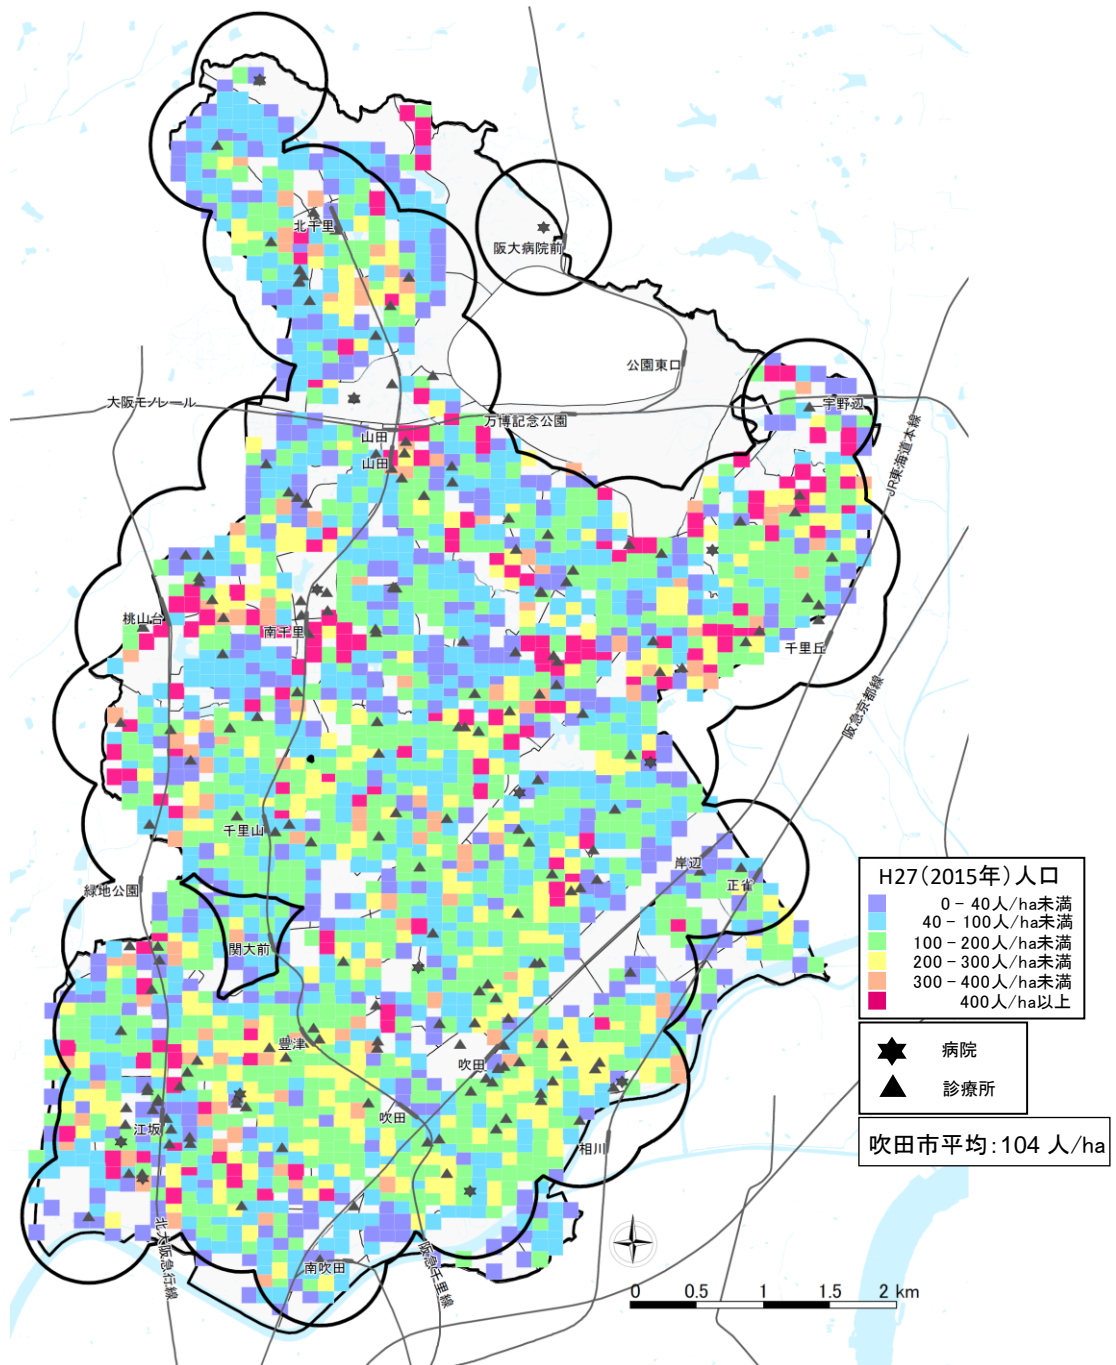 北千里
阪大病院前
公園東口
大阪モノレール
万博記念公園
宇野辺
山田
山田
JR東海道本線
桃山台
南千里
千里丘
阪急京都線
千里山
緑地公園
岸辺
正雀
関大前
豊津
吹田
吹田
江坂
相川
北大阪急行線
阪急千里線
南吹田
H27(2015年)人口
0 - 40人/ha未満
40 - 100人/ha未満
100 - 200人/ha未満
200 - 300人/ha未満
300 - 400人/ha未満
400人/ha以上
病院
診療所
吹田市平均:104 人/ha
0 0.5 1 1.5 2 km